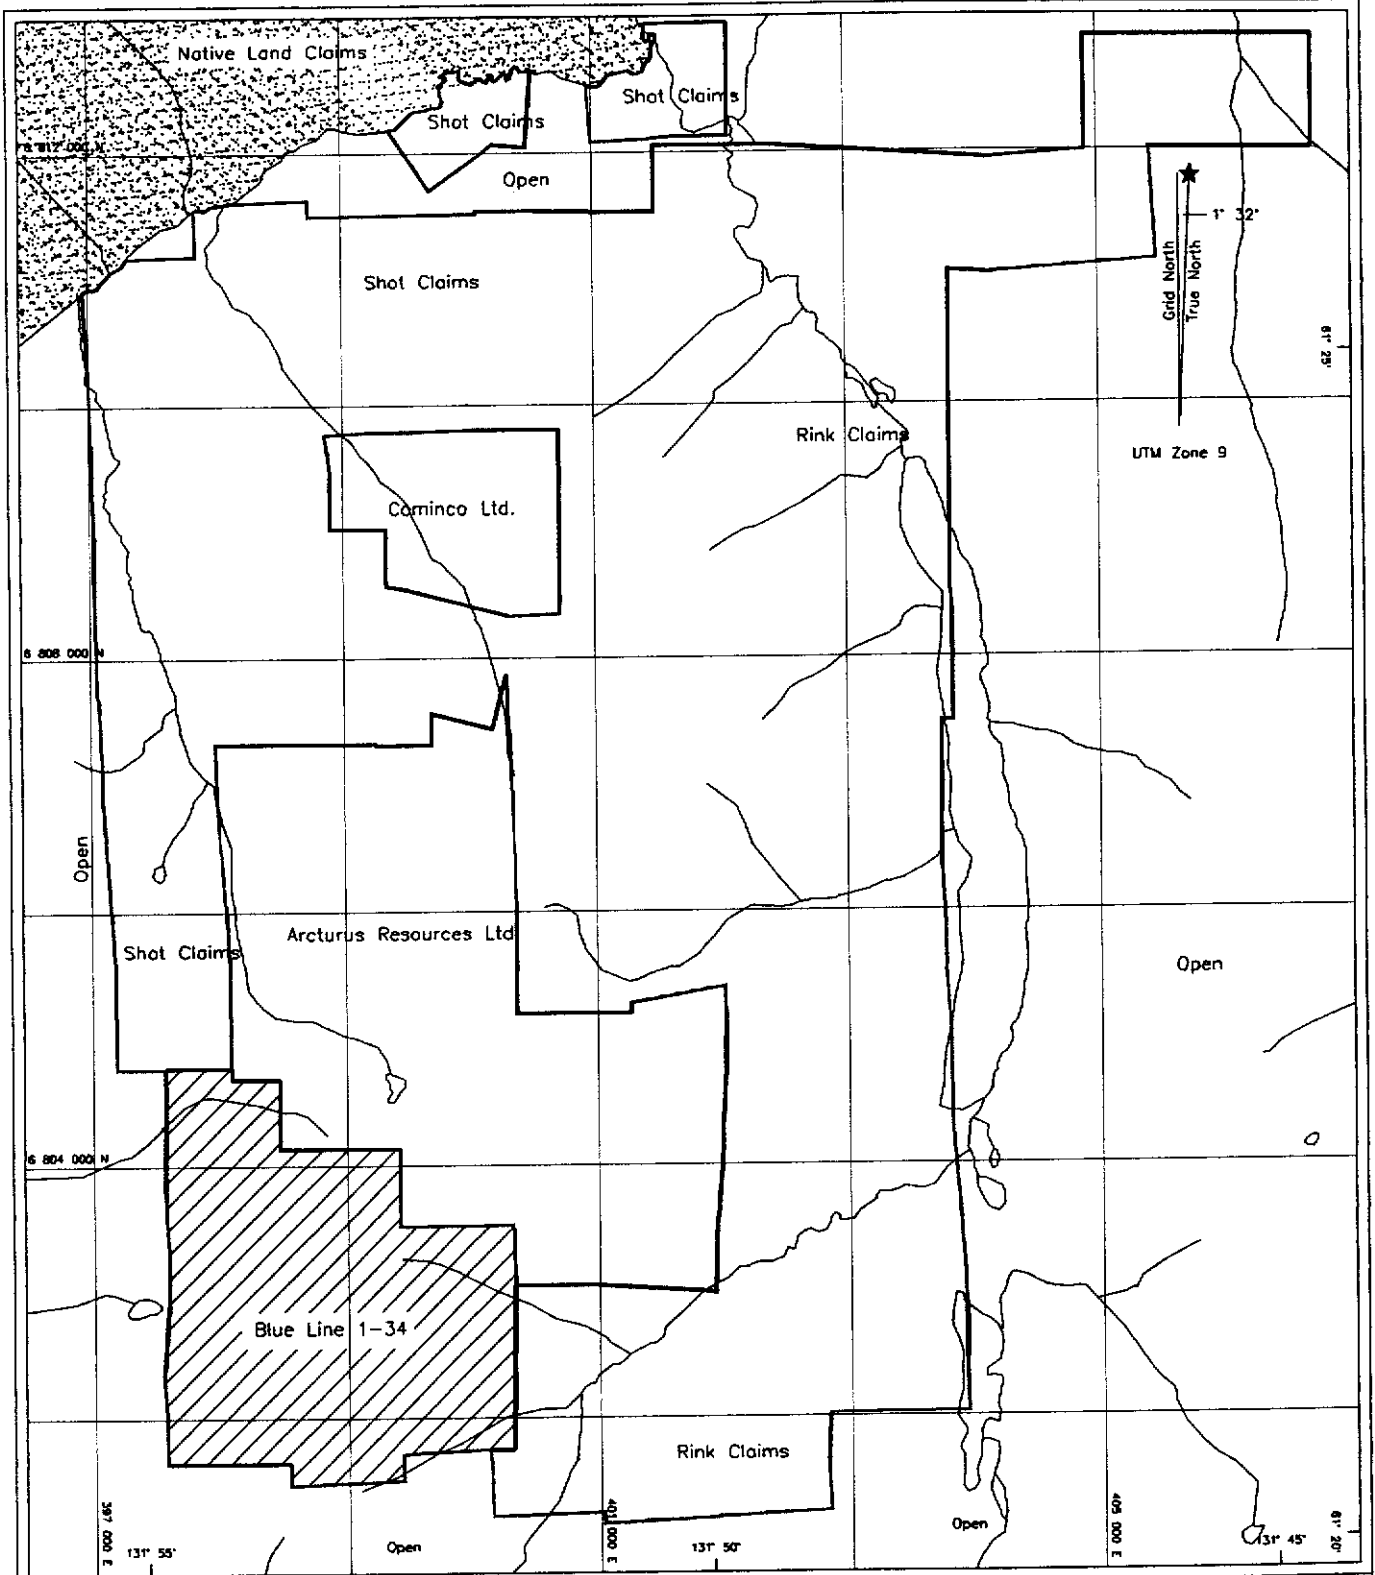 Native Land Claims
Shot Claims
Shot Claims
6 812 000 N
Open
1° 32'
Grid North
True North
Shot Claims
61° 25'
Rink Claims
UTM Zone 9
Cominco Ltd.
6 808 000 N
Open
Arcturus Resources Ltd
Shot Claims
Open
6 804 000 N
Blue Line 1-34
Rink Claims
397 000 E
401 000 E
405 000 E
61° 20'
Open
Open
131° 55'
131° 50'
131° 45'